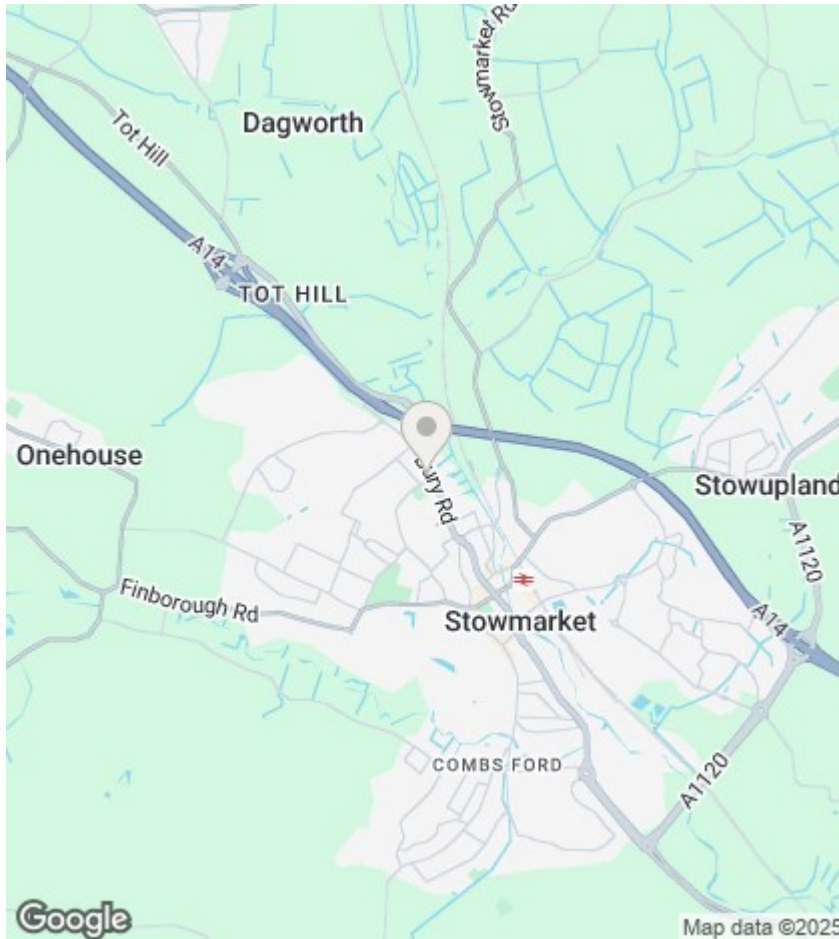 Stowmarket Rd
Dagworth
Tot Hill
A14
TOT HILL
Onehouse
Bury Rd
Stowupland
A1120
Finborough Rd
Stowmarket
A14
COMBS FORD
A1120
Google
Map data ©2025